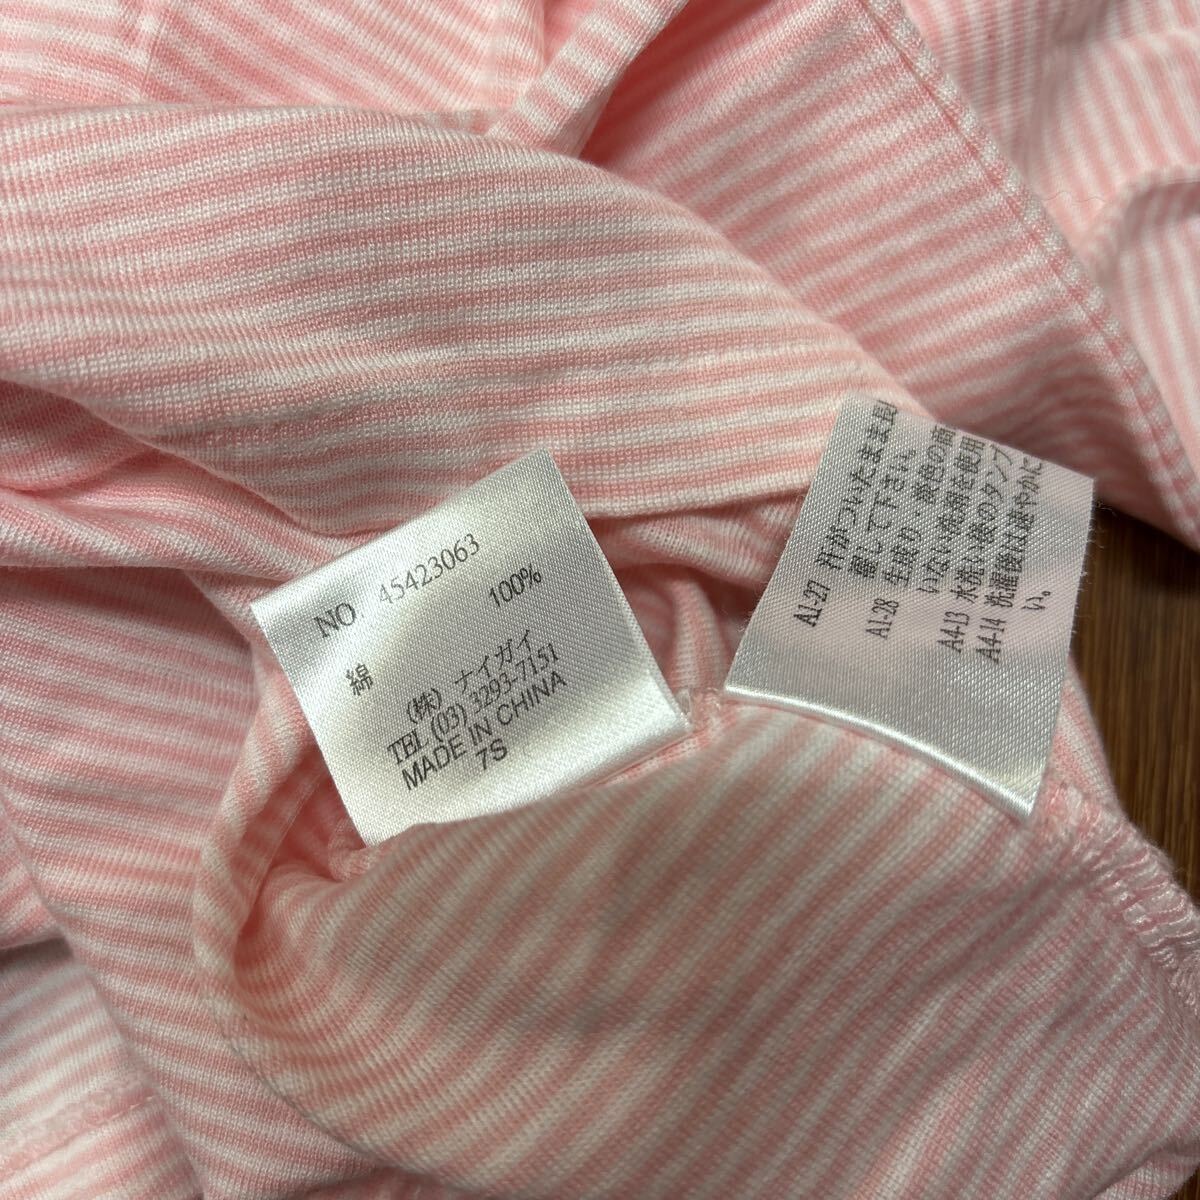 NO 45423063
綿 100%
(株) ナイガイ
TEL (03) 3293-7151
MADE IN CHINA
7S
A1-27 汗がついたまま長
置して下さい。
A1-28 生成り・淡色の商
いない洗剤を使用
A4-13 水洗い後のタンブ
A4-14 洗濯後は速やかに
い。